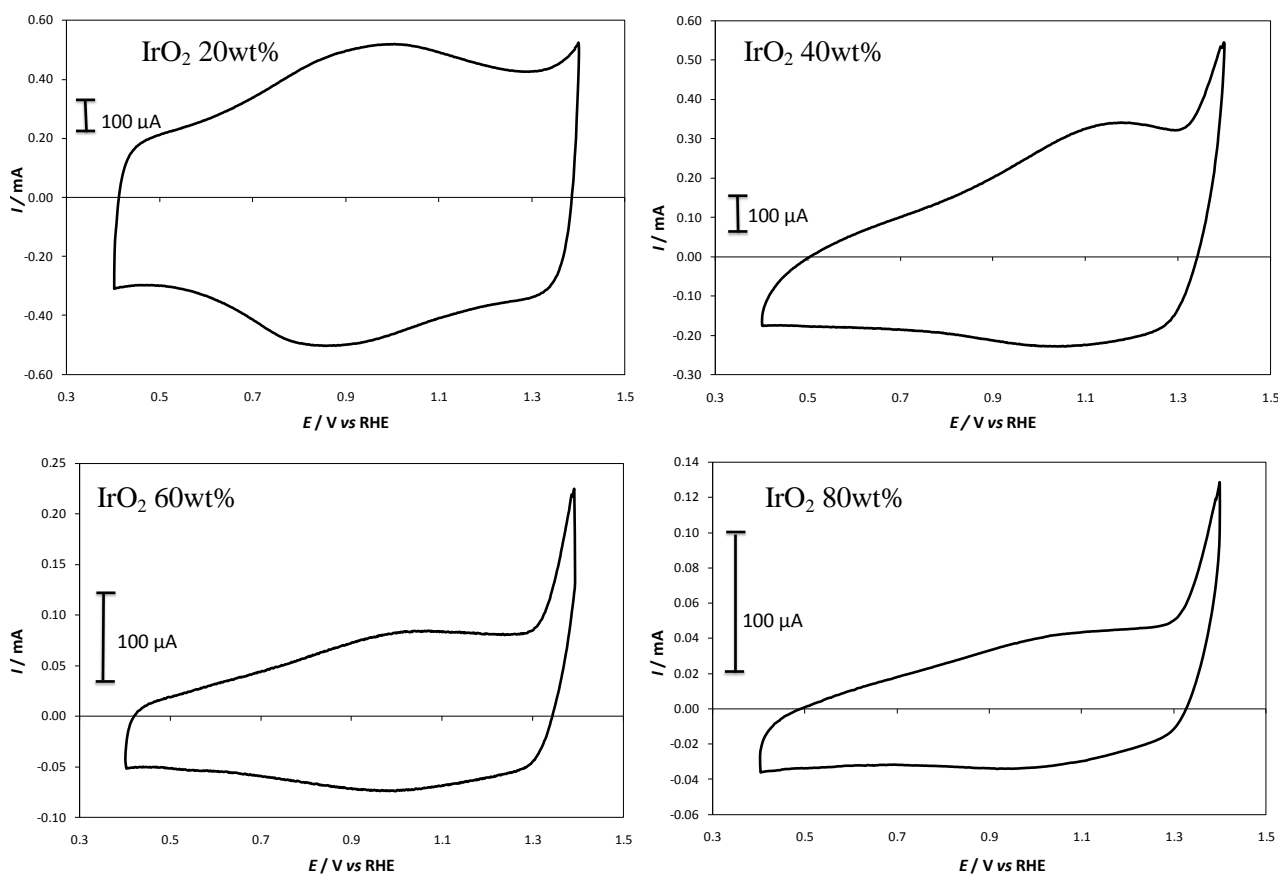 0.60
IrO₂ 20wt%
0.40
100 µA
0.20
0.00
-0.20
-0.40
-0.60
I / mA
0.3 0.5 0.7 0.9 1.1 1.3 1.5
E / V vs RHE
0.60
IrO₂ 40wt%
0.50
0.40
0.30
0.20
100 µA
0.10
0.00
-0.10
-0.20
-0.30
I / mA
0.3 0.5 0.7 0.9 1.1 1.3 1.5
E / V vs RHE
0.25
IrO₂ 60wt%
0.20
0.15
0.10
100 µA
0.05
0.00
-0.05
-0.10
I / mA
0.3 0.5 0.7 0.9 1.1 1.3 1.5
E / V vs RHE
0.14
IrO₂ 80wt%
0.12
0.10
0.08
0.06
100 µA
0.04
0.02
0.00
-0.02
-0.04
-0.06
I / mA
0.3 0.5 0.7 0.9 1.1 1.3 1.5
E / V vs RHE